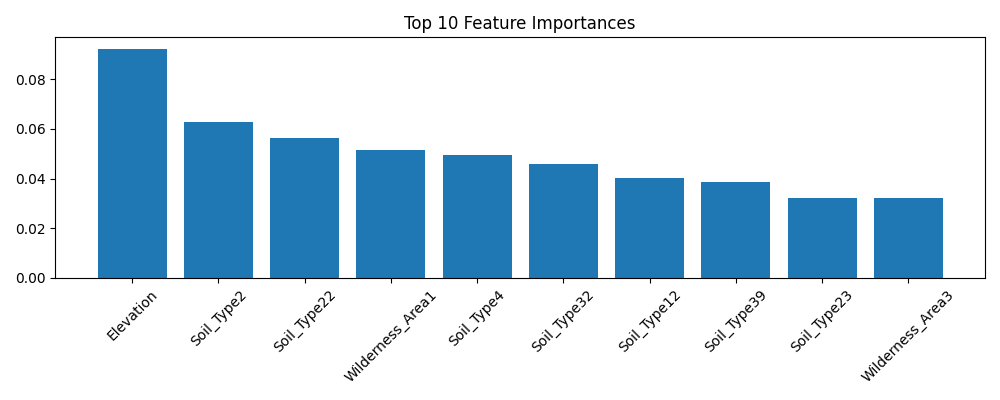 Top 10 Feature Importances
0.08
0.06
0.04
0.02
0.00
Elevation
Soil_Type2
Soil_Type22
Wilderness_Area1
Soil_Type4
Soil_Type32
Soil_Type12
Soil_Type39
Soil_Type23
Wilderness_Area3